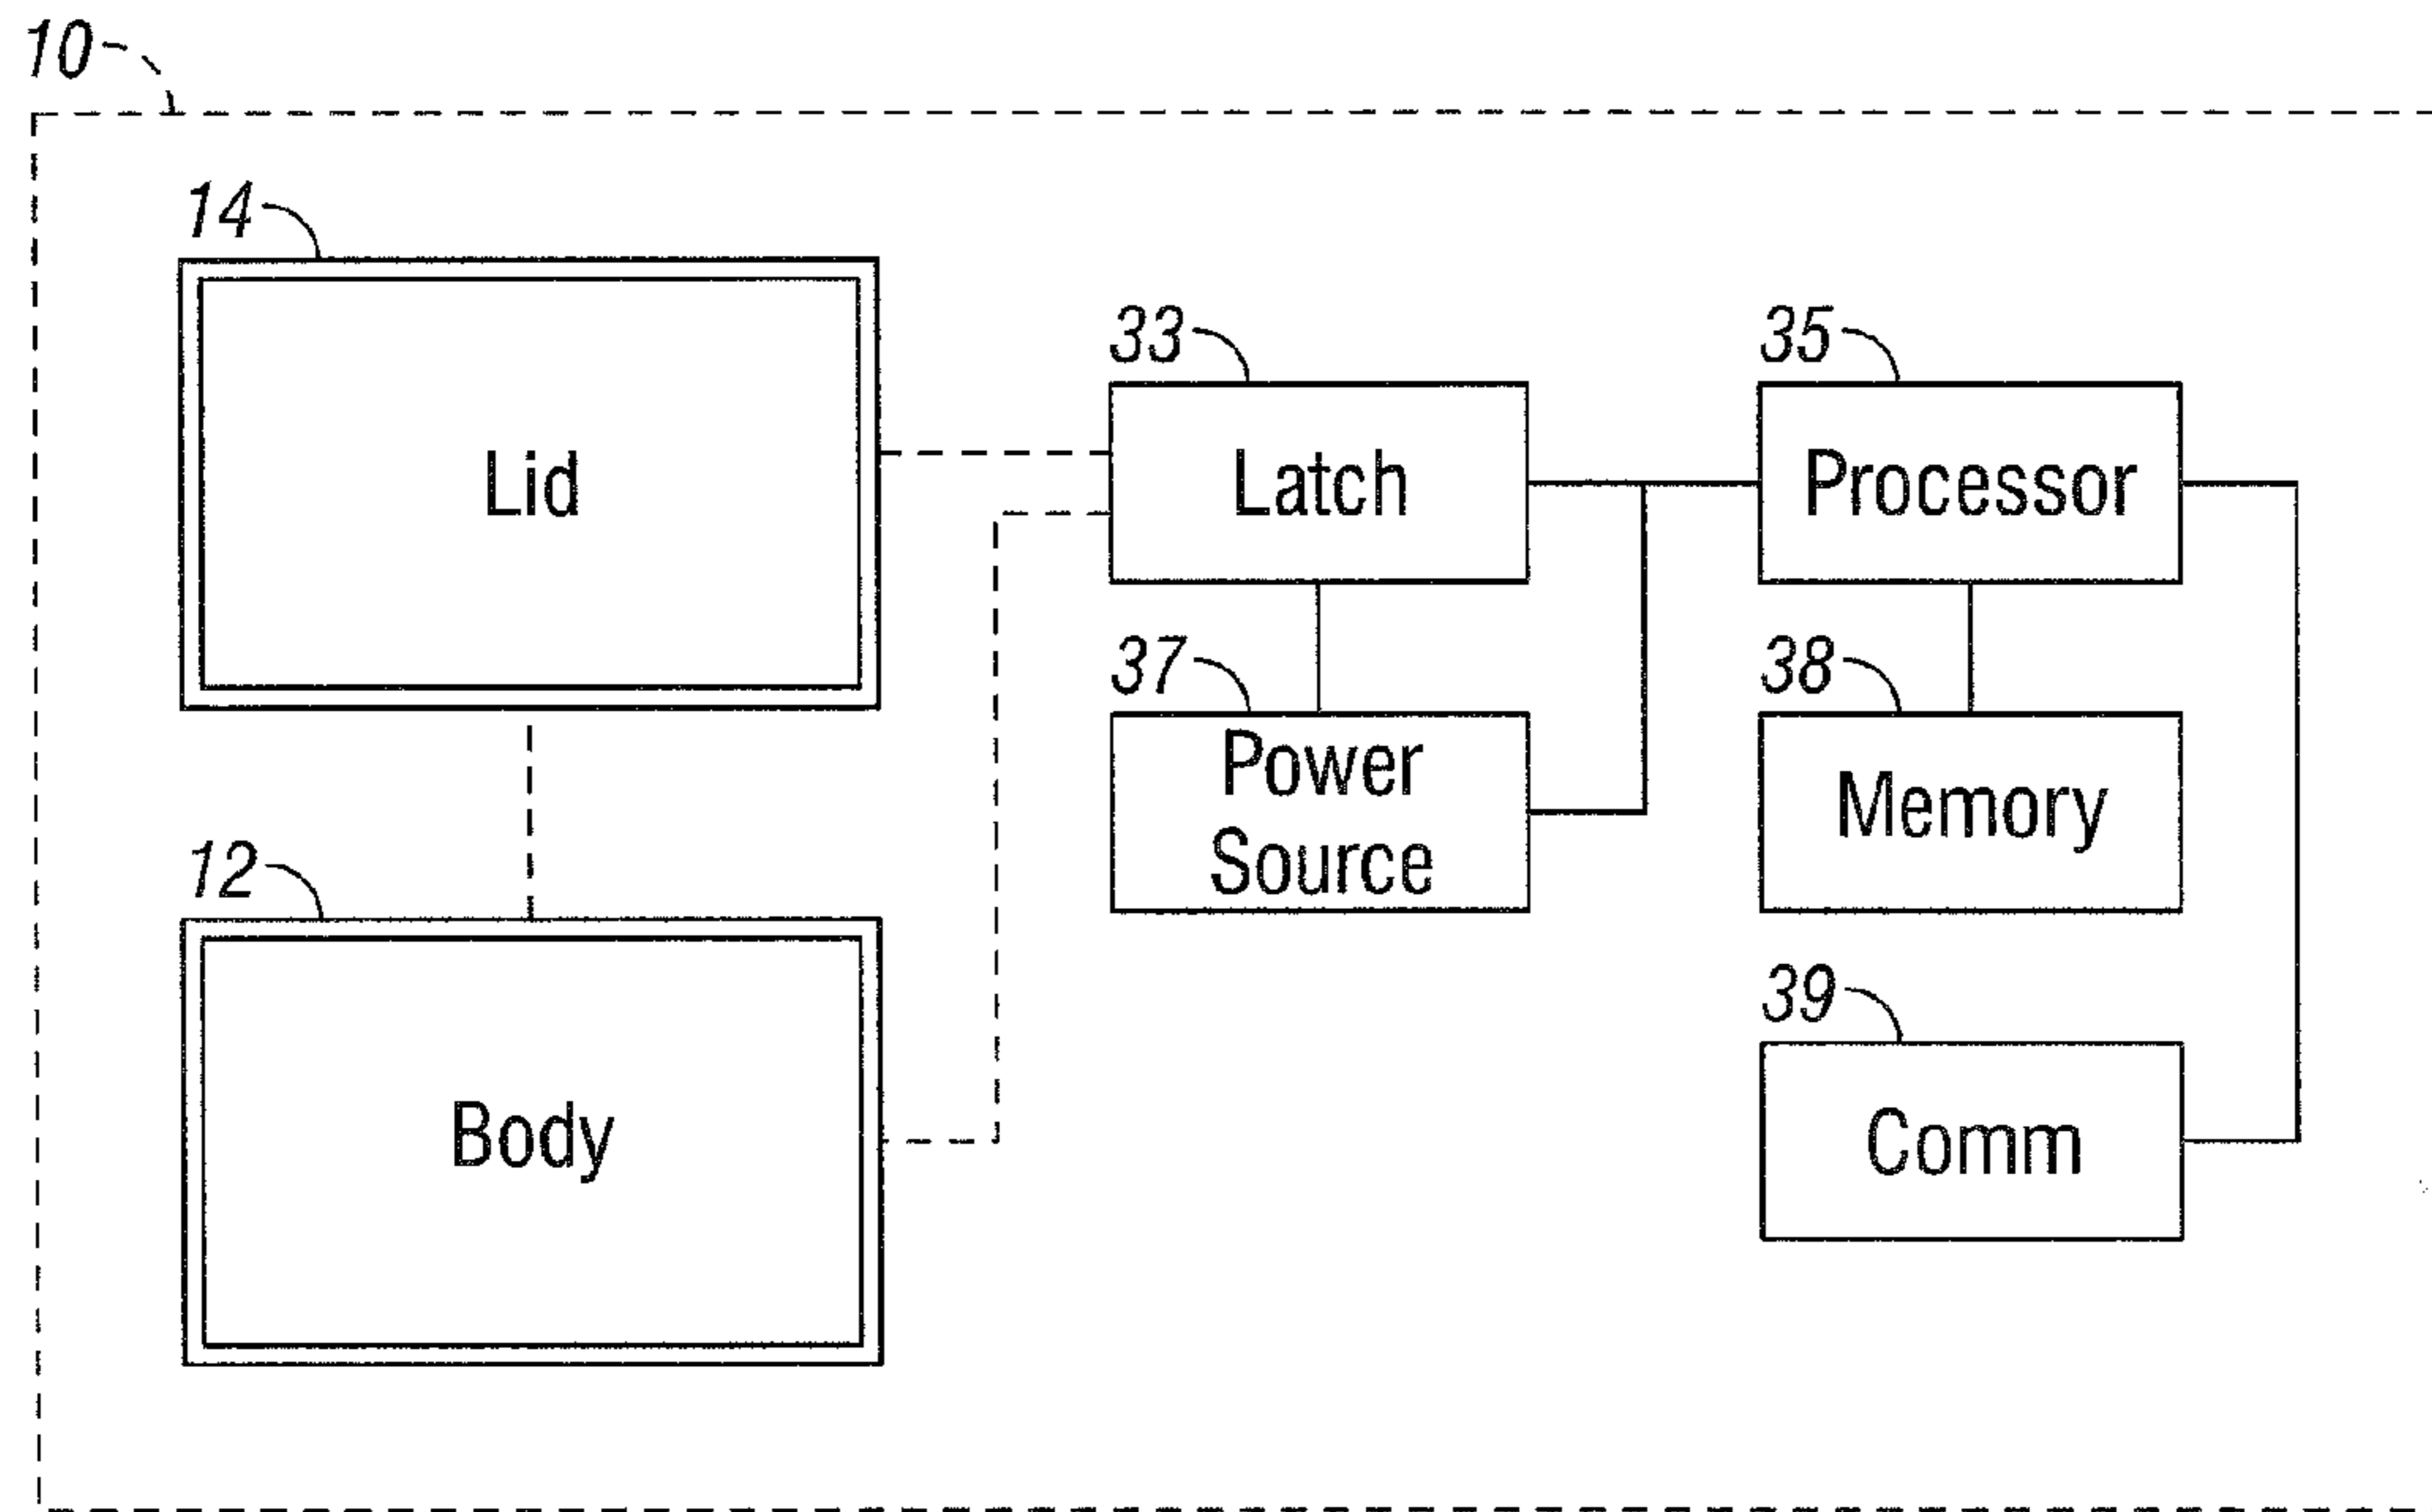 10
14
Lid
33
Latch
35
Processor
37
Power
Source
38
Memory
12
Body
39
Comm